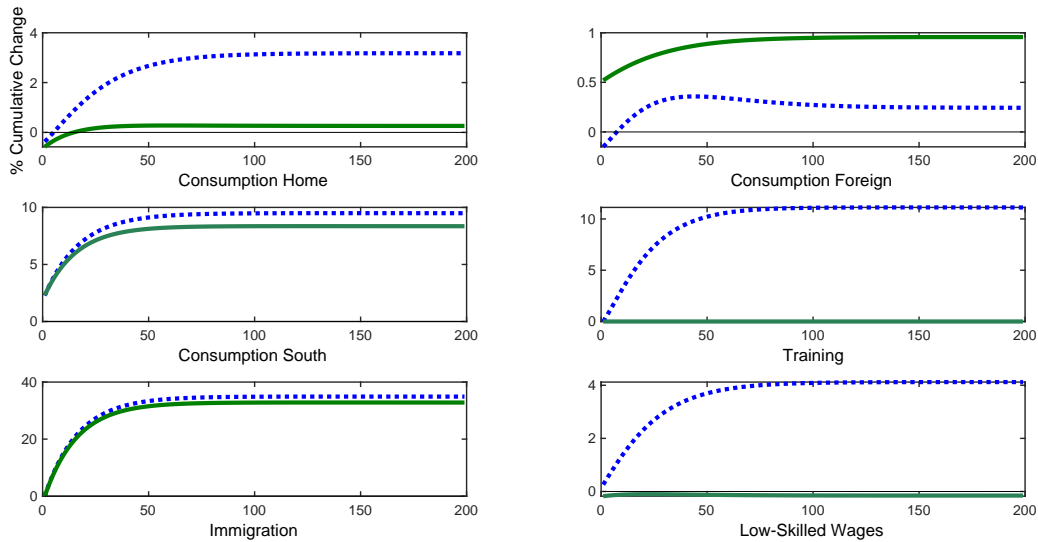 % Cumulative Change
4
2
0
0 50 100 150 200
Consumption Home
1
0.5
0
0 50 100 150 200
Consumption Foreign
10
5
0
0 50 100 150 200
Consumption South
10
5
0
0 50 100 150 200
Training
40
20
0
0 50 100 150 200
Immigration
4
2
0
0 50 100 150 200
Low-Skilled Wages